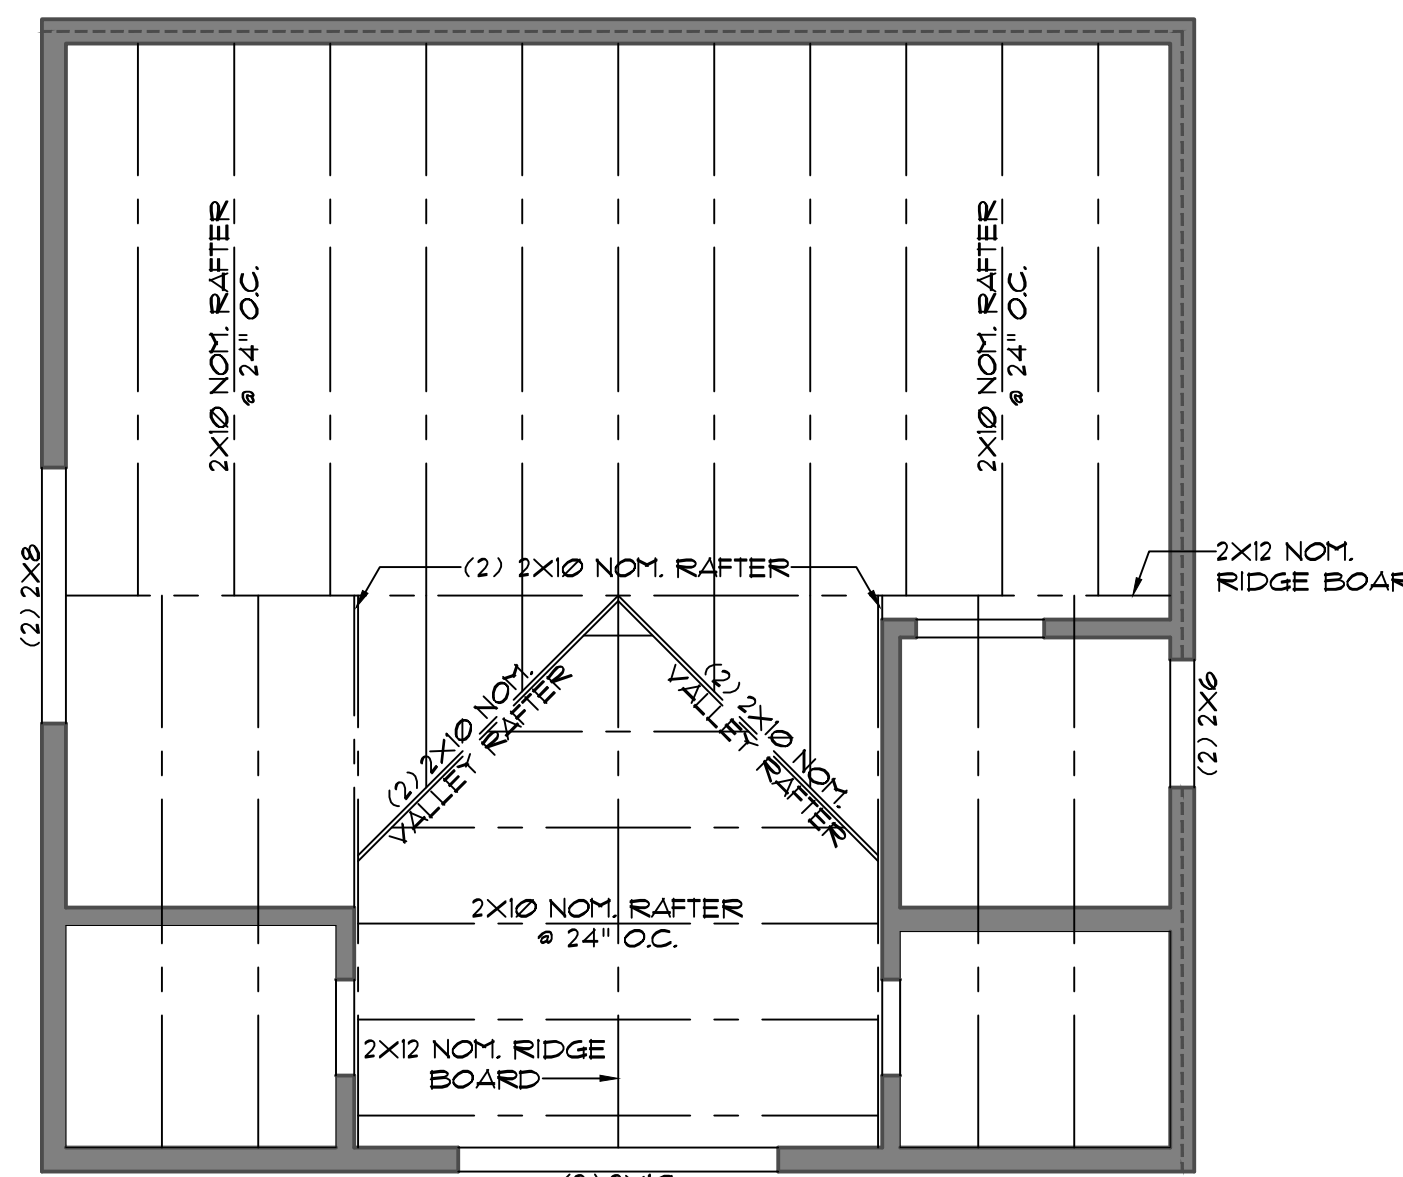 2X10 NOM. RAFTER
@ 24" O.C.
2X10 NOM. RAFTER
@ 24" O.C.
(2) 2X8
(2) 2X10 NOM. RAFTER
2X12 NOM.
RIDGE BOAR
(2) 2X10 NOM.
VALLEY RAFTER
(2) 2X10 NOM.
VALLEY RAFTER
(2) 2X6
2X10 NOM. RAFTER
@ 24" O.C.
2X12 NOM. RIDGE
BOARD